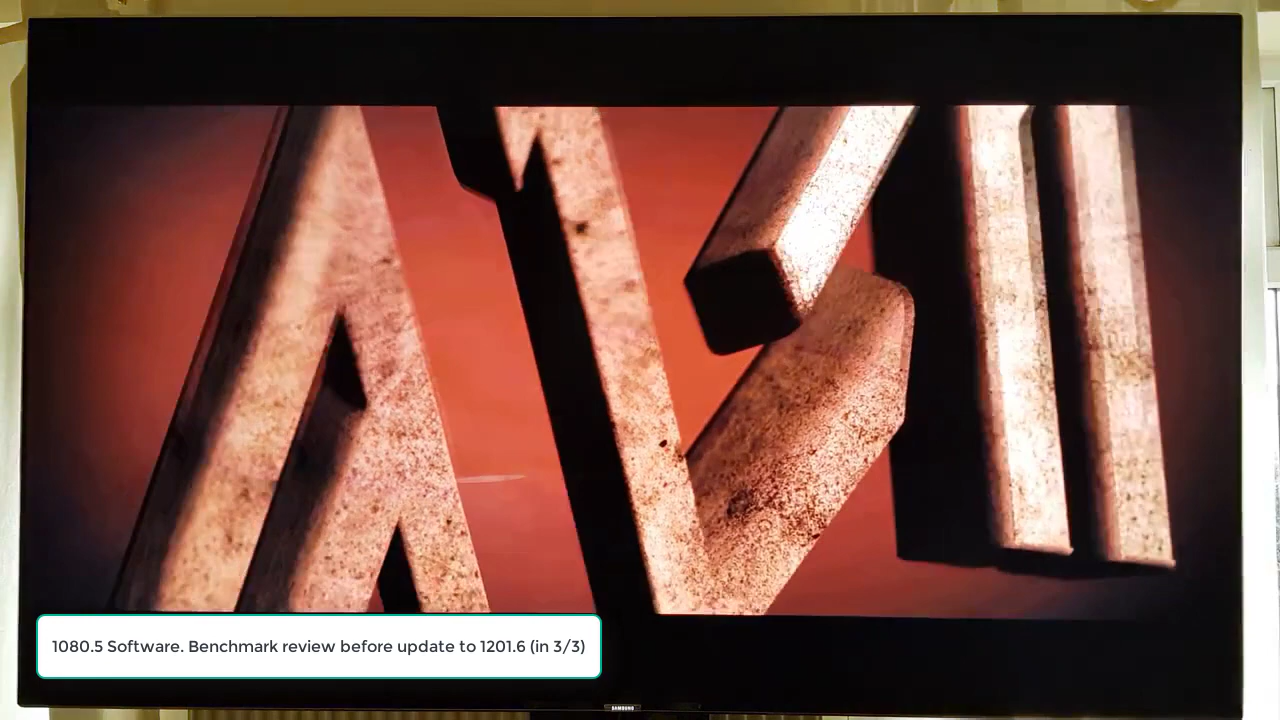 1080.5 Software. Benchmark review before update to 1201.6 (in 3/3)
SAMSUNG